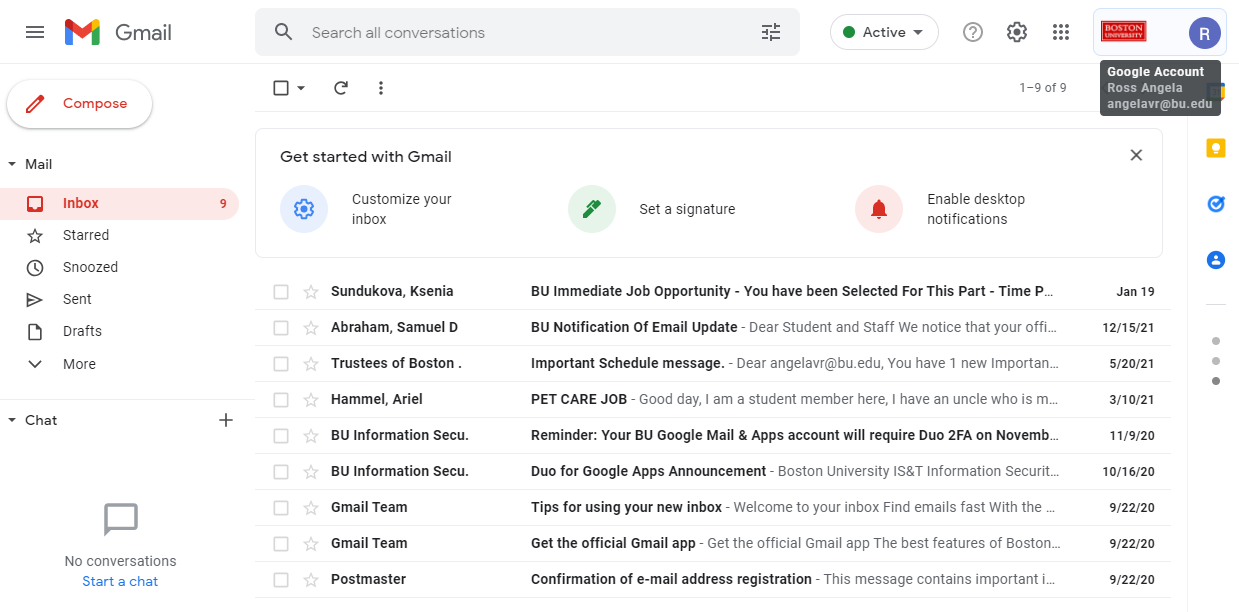 Gmail
Search all conversations
Active
BOSTON
UNIVERSITY
R
Google Account
Ross Angela
angelavr@bu.edu
Compose
1–9 of 9
Mail
Inbox 9
Starred
Snoozed
Sent
Drafts
More
Chat
No conversations
Start a chat
Get started with Gmail
Customize your
inbox
Set a signature
Enable desktop
notifications
Sundukova, Ksenia BU Immediate Job Opportunity - You have been Selected For This Part - Time P… Jan 19
Abraham, Samuel D BU Notification Of Email Update - Dear Student and Staff We notice that your offi… 12/15/21
Trustees of Boston . Important Schedule message. - Dear angelavr@bu.edu, You have 1 new Importan… 5/20/21
Hammel, Ariel PET CARE JOB - Good day, I am a student member here, I have an uncle who is m… 3/10/21
BU Information Secu. Reminder: Your BU Google Mail & Apps account will require Duo 2FA on Novemb… 11/9/20
BU Information Secu. Duo for Google Apps Announcement - Boston University IS&T Information Securit… 10/16/20
Gmail Team Tips for using your new inbox - Welcome to your inbox Find emails fast With the … 9/22/20
Gmail Team Get the official Gmail app - Get the official Gmail app The best features of Boston… 9/22/20
Postmaster Confirmation of e-mail address registration - This message contains important i… 9/22/20